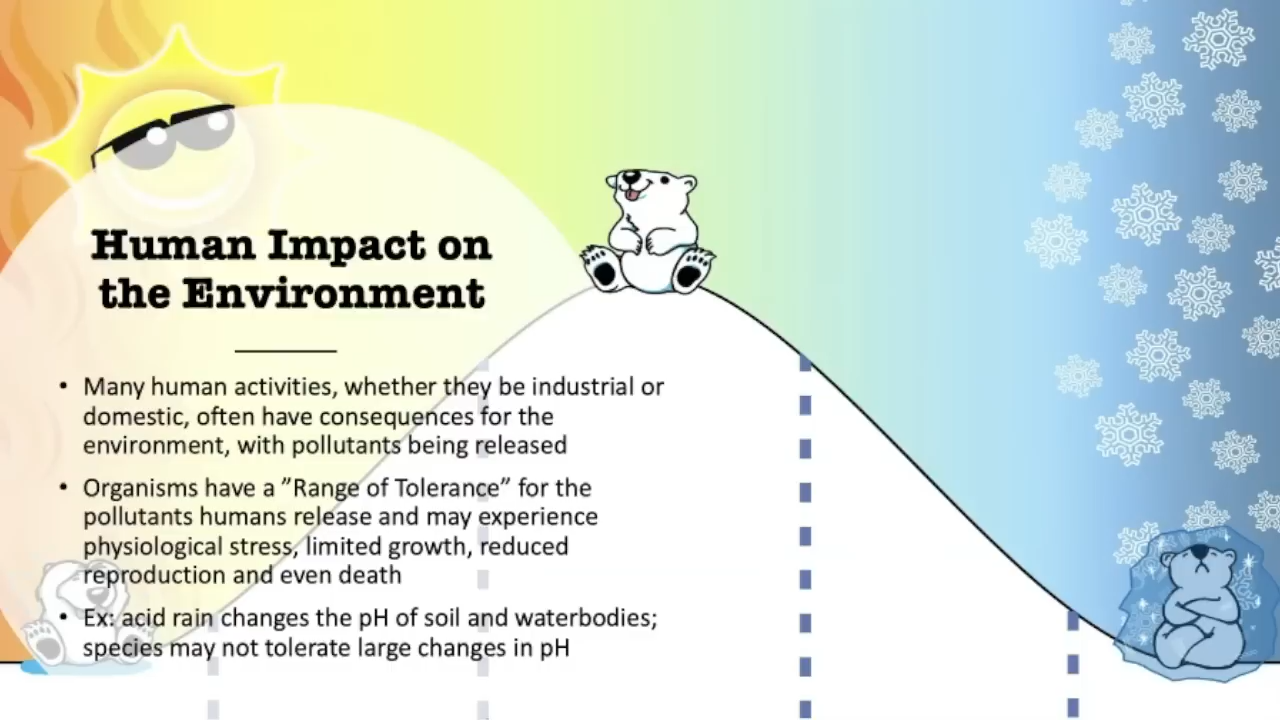 Human Impact on
the Environment
• Many human activities, whether they be industrial or
domestic, often have consequences for the
environment, with pollutants being released
• Organisms have a ”Range of Tolerance” for the
pollutants humans release and may experience
physiological stress, limited growth, reduced
reproduction and even death
• Ex: acid rain changes the pH of soil and waterbodies;
species may not tolerate large changes in pH